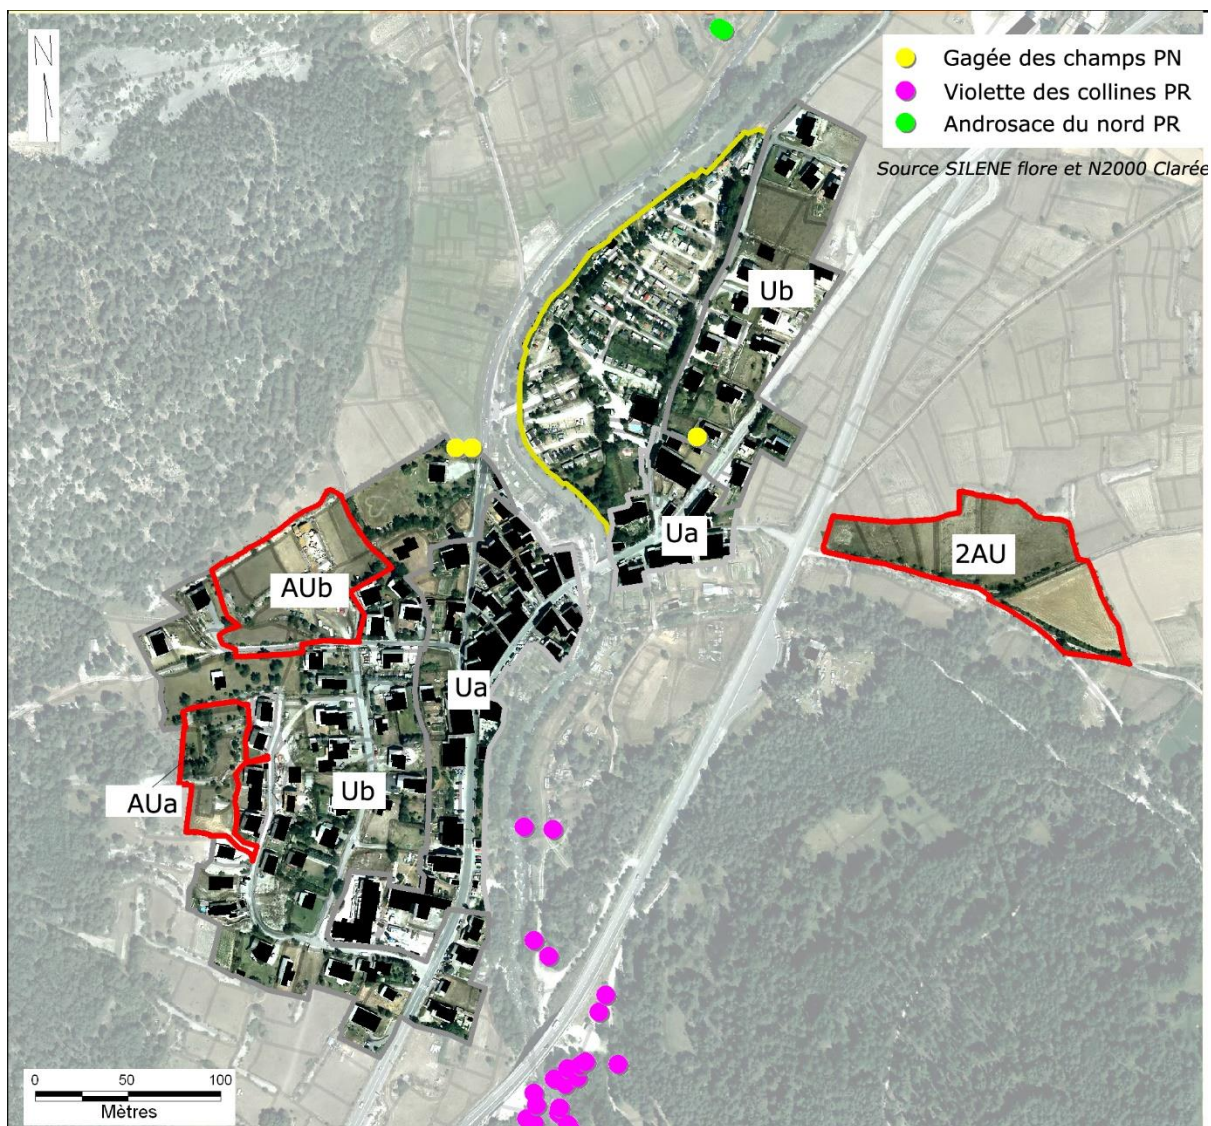 N
Gagée des champs PN
Violette des collines PR
Androsace du nord PR
Source SILENE flore et N2000 Clarée
Ub
Ua
2AU
AUb
Ua
AUa
Ub
0 50 100
Mètres